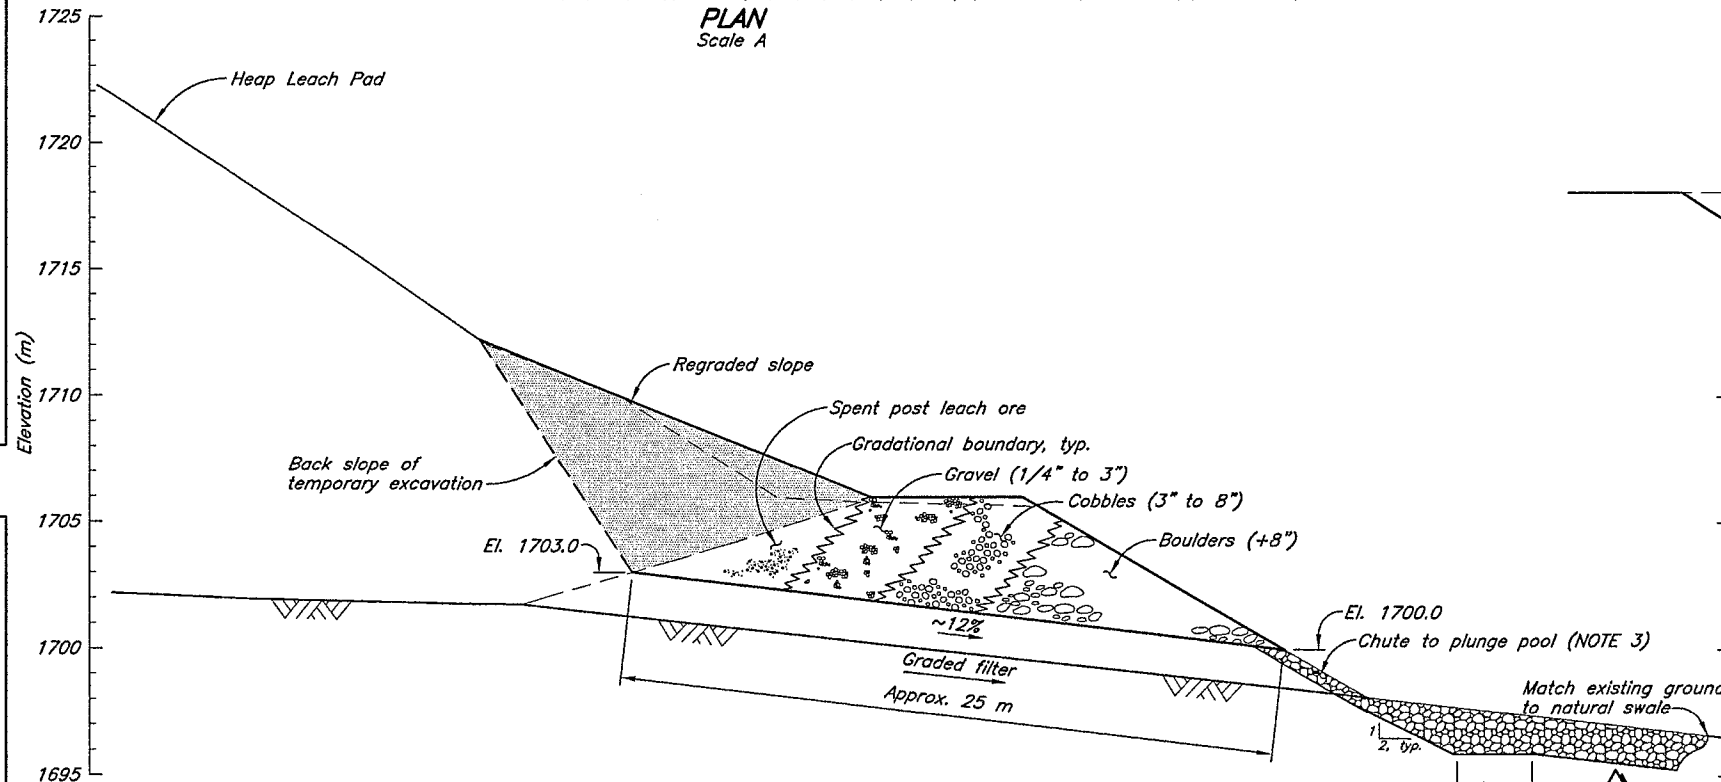 PLAN
Scale A
1725
1720
1715
1710
1705
1700
1695
Elevation (m)
Heap Leach Pad
Regraded slope
Spent post leach ore
Gradational boundary, typ.
Gravel (1/4" to 3")
Cobbles (3" to 8")
Boulders (+8")
Back slope of
temporary excavation
El. 1703.0
El. 1700.0
Chute to plunge pool (NOTE 3)
Match existing ground
to natural swale
~12%
Graded filter
Approx. 25 m
1
2, typ.